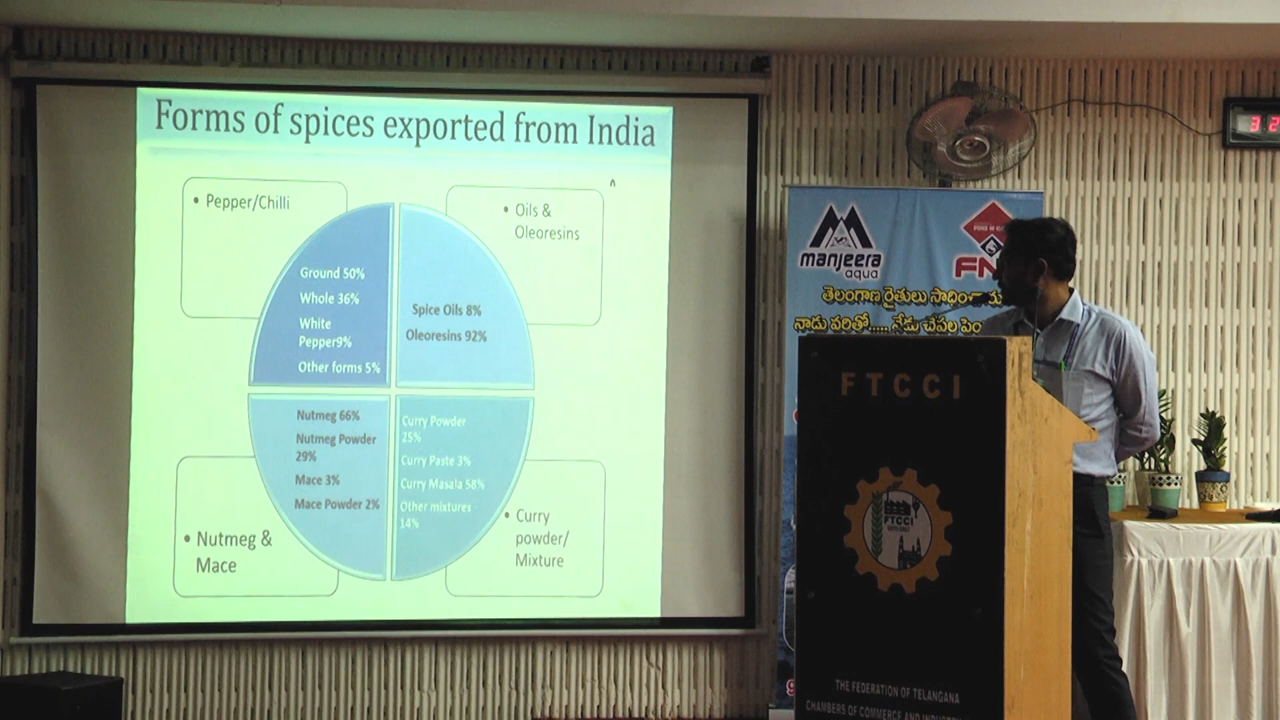 Forms of spices exported from India
• Pepper/Chilli
• Oils &
Oleoresins
Ground 50%
Whole 36%
White
Pepper9%
Other forms 5%
Spice Oils 8%
Oleoresins 92%
Nutmeg 66%
Nutmeg Powder
29%
Mace 3%
Mace Powder 2%
Curry Powder
25%
Curry Paste 3%
Curry Masala 58%
Other mixtures
14%
• Nutmeg &
Mace
• Curry
powder/
Mixture
manjeera
aqua
తెలంగాణ రైతులు
నాడు వరితో..... నేడు చేపల
FTCCI
FTCCI
THE FEDERATION OF TELANGANA
CHAMBERS OF COMMERCE AND
32